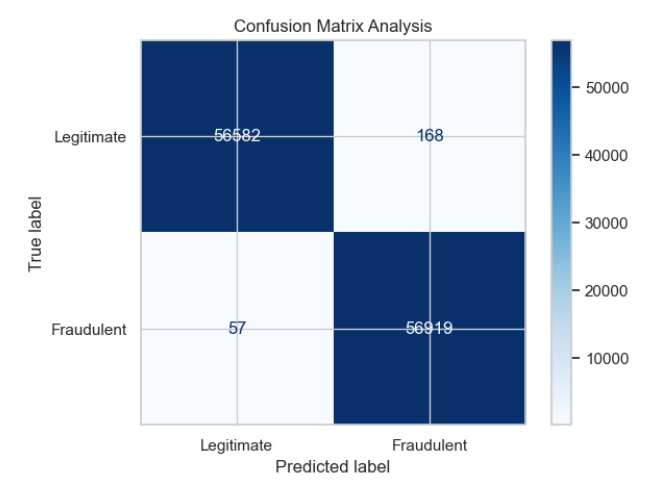 Confusion Matrix Analysis
True label
Legitimate
56582
168
Fraudulent
57
56919
Legitimate
Fraudulent
Predicted label
50000
40000
30000
20000
10000